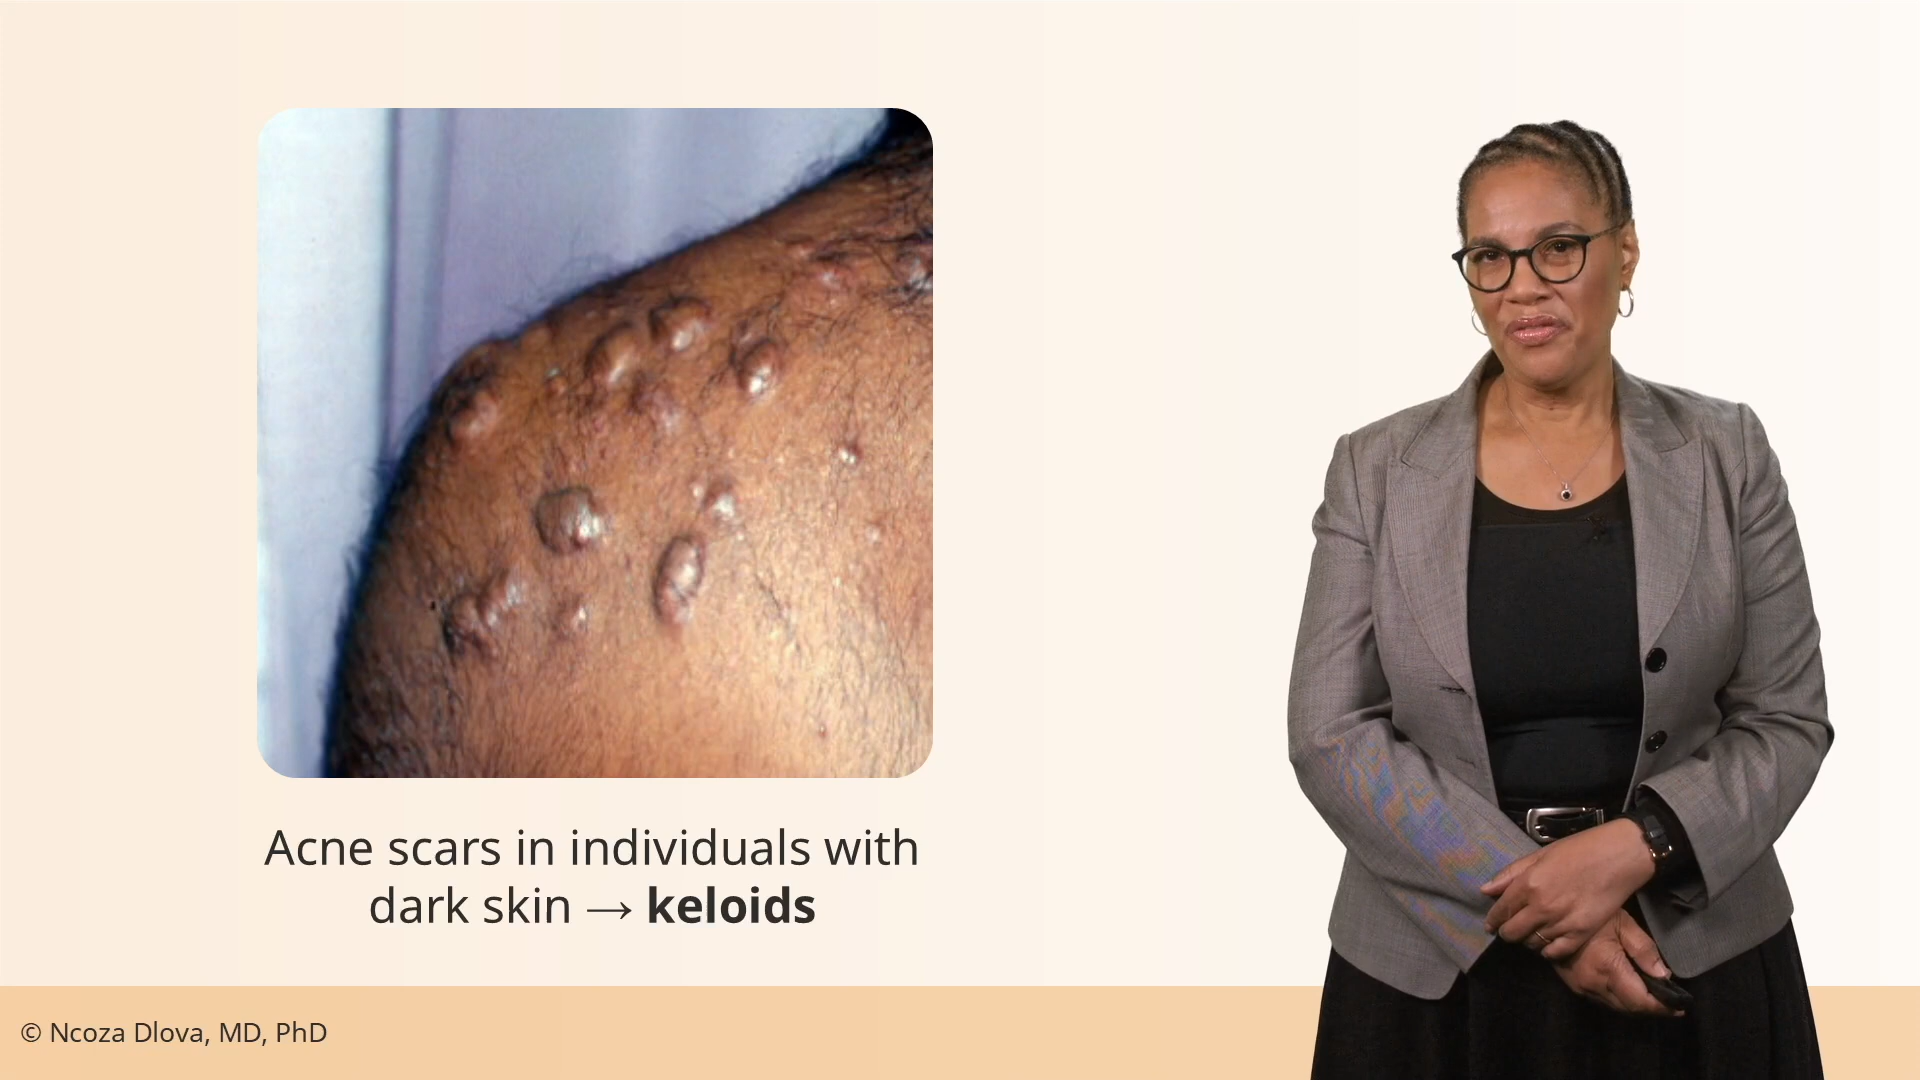 Acne scars in individuals with
dark skin → keloids
© Ncoza Dlova, MD, PhD